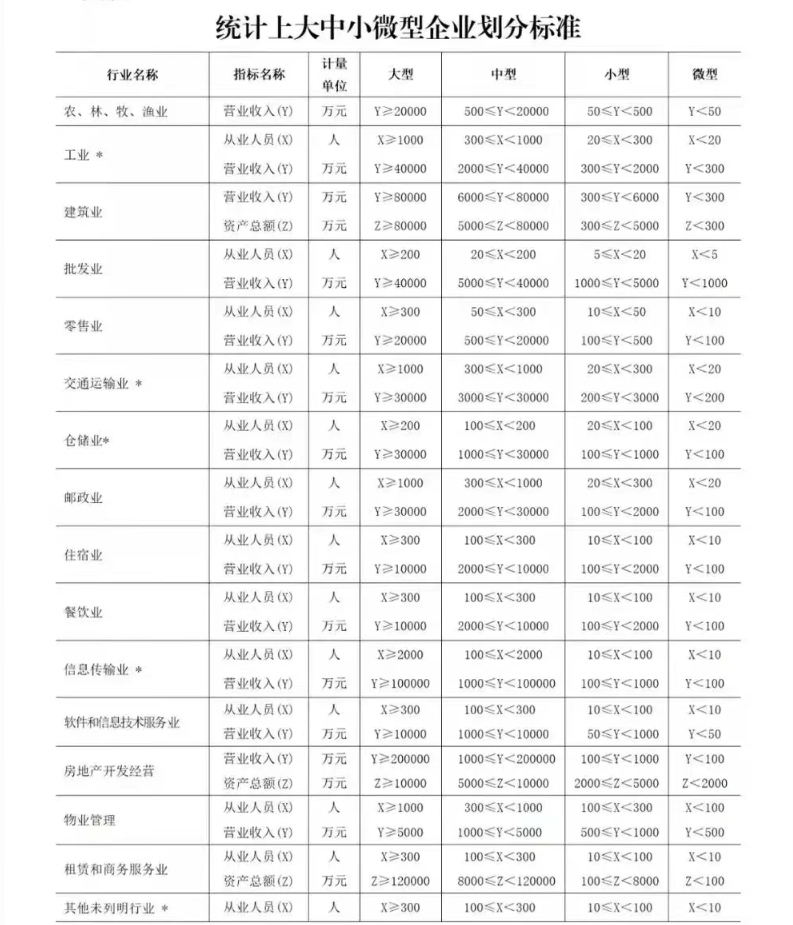 统计上大中小微型企业划分标准
行业名称 指标名称 计量单位 大型 中型 小型 微型
农、林、牧、渔业 营业收入(Y) 万元 Y≥20000 500≤Y<20000 50≤Y<500 Y<50
工业 * 从业人员(X) 人 X≥1000 300≤X<1000 20≤X<300 X<20
营业收入(Y) 万元 Y≥40000 2000≤Y<40000 300≤Y<2000 Y<300
建筑业 营业收入(Y) 万元 Y≥80000 6000≤Y<80000 300≤Y<6000 Y<300
资产总额(Z) 万元 Z≥80000 5000≤Z<80000 300≤Z<5000 Z<300
批发业 从业人员(X) 人 X≥200 20≤X<200 5≤X<20 X<5
营业收入(Y) 万元 Y≥40000 5000≤Y<40000 1000≤Y<5000 Y<1000
零售业 从业人员(X) 人 X≥300 50≤X<300 10≤X<50 X<10
营业收入(Y) 万元 Y≥20000 500≤Y<20000 100≤Y<500 Y<100
交通运输业 * 从业人员(X) 人 X≥1000 300≤X<1000 20≤X<300 X<20
营业收入(Y) 万元 Y≥30000 3000≤Y<30000 200≤Y<3000 Y<200
仓储业* 从业人员(X) 人 X≥200 100≤X<200 20≤X<100 X<20
营业收入(Y) 万元 Y≥30000 1000≤Y<30000 100≤Y<1000 Y<100
邮政业 从业人员(X) 人 X≥1000 300≤X<1000 20≤X<300 X<20
营业收入(Y) 万元 Y≥30000 2000≤Y<30000 100≤Y<2000 Y<100
住宿业 从业人员(X) 人 X≥300 100≤X<300 10≤X<100 X<10
营业收入(Y) 万元 Y≥10000 2000≤Y<10000 100≤Y<2000 Y<100
餐饮业 从业人员(X) 人 X≥300 100≤X<300 10≤X<100 X<10
营业收入(Y) 万元 Y≥10000 2000≤Y<10000 100≤Y<2000 Y<100
信息传输业 * 从业人员(X) 人 X≥2000 100≤X<2000 10≤X<100 X<10
营业收入(Y) 万元 Y≥100000 1000≤Y<100000 100≤Y<1000 Y<100
软件和信息技术服务业 从业人员(X) 人 X≥300 100≤X<300 10≤X<100 X<10
营业收入(Y) 万元 Y≥10000 1000≤Y<10000 50≤Y<1000 Y<50
房地产开发经营 营业收入(Y) 万元 Y≥200000 1000≤Y<200000 100≤Y<1000 Y<100
资产总额(Z) 万元 Z≥10000 5000≤Z<10000 2000≤Z<5000 Z<2000
物业管理 从业人员(X) 人 X≥1000 300≤X<1000 100≤X<300 X<100
营业收入(Y) 万元 Y≥5000 1000≤Y<5000 500≤Y<1000 Y<500
租赁和商务服务业 从业人员(X) 人 X≥300 100≤X<300 10≤X<100 X<10
资产总额(Z) 万元 Z≥120000 8000≤Z<120000 100≤Z<8000 Z<100
其他未列明行业 * 从业人员(X) 人 X≥300 100≤X<300 10≤X<100 X<10